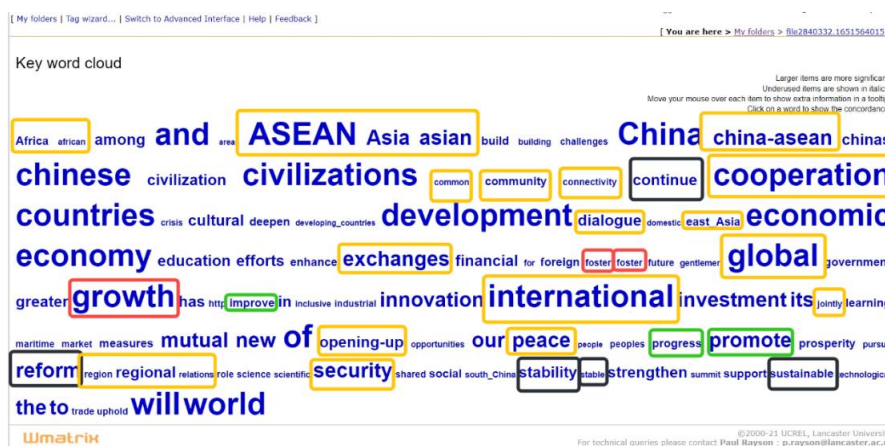 [ My folders | Tag wizard... | Switch to Advanced Interface | Help | Feedback ]
[ You are here > My folders > file2840332.1651564015
Key word cloud
Larger items are more significan
Underused items are shown in italic
Move your mouse over each item to show extra information in a toolti
Click on a word to show the concordanc
Africa african among and area ASEAN Asia asian build building challenges China china-asean chinas
chinese civilization civilizations common community connectivity continue cooperation
countries crisis cultural deepen developing_countries development dialogue domestic east_Asia economic
economy education efforts enhance exchanges financial for foreign foster foster future gentlemen global governmen
greater growth has http improve in inclusive industrial innovation international investment its jointly learning
maritime market measures mutual new of opening-up opportunities our peace people peoples progress promote prosperity pursu
reform region regional relations role science scientific security shared social south_China stability stable strengthen summit support sustainable technologica
the to trade uphold will world
Wmatrix
©2000-21 UCREL, Lancaster Universi
For technical queries please contact Paul Rayson : p.rayson@lancaster.ac.